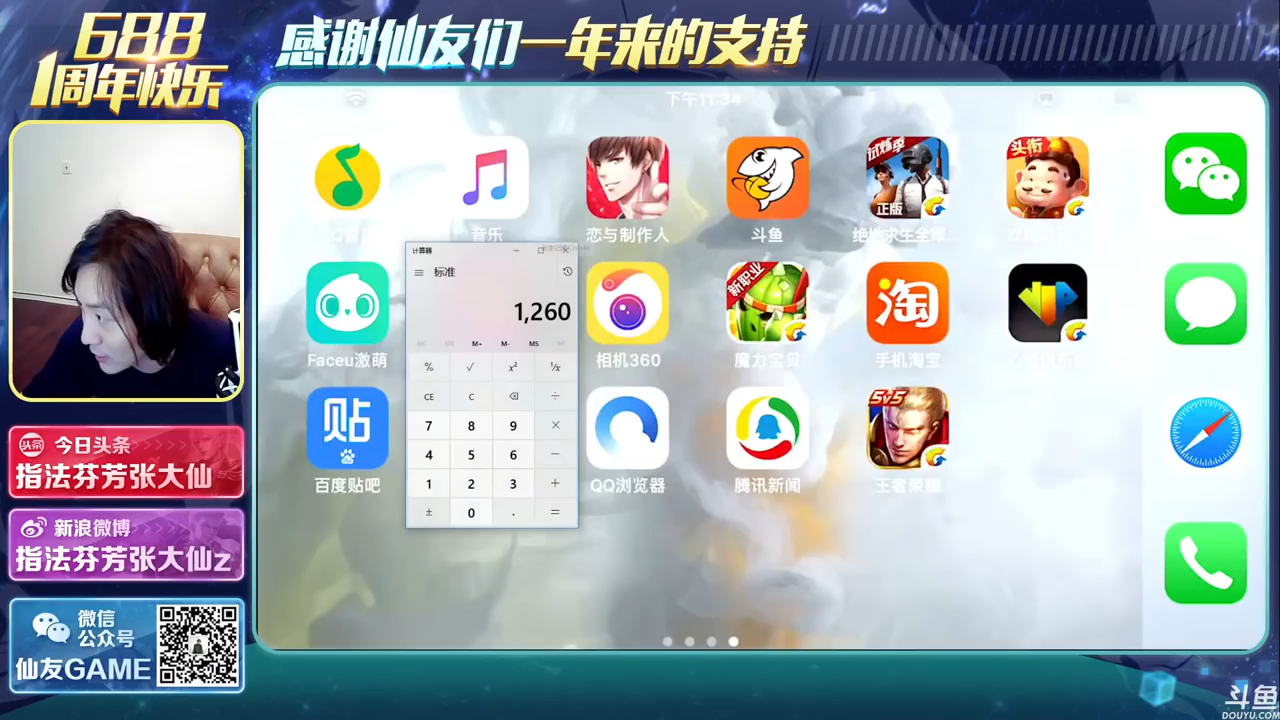 688
1周年快乐
感谢仙友们一年来的支持
下午11:34
音乐
恋与制作人
斗鱼
试炼季
正版
绝地求生全军...
头衔
Faceu激萌
相机360
新职业
魔力宝贝
淘
手机淘宝
VIP
贴
百度贴吧
QQ浏览器
腾讯新闻
5v5
王者荣耀
计算器
标准
1,260
M+
M-
MS
%
√
x²
¹/x
CE
C
÷
7
8
9
×
4
5
6
−
1
2
3
+
±
0
.
=
头条
今日头条
指法芬芳张大仙
新浪微博
指法芬芳张大仙z
微信
公众号
仙友GAME
斗鱼
DOUYU.COM